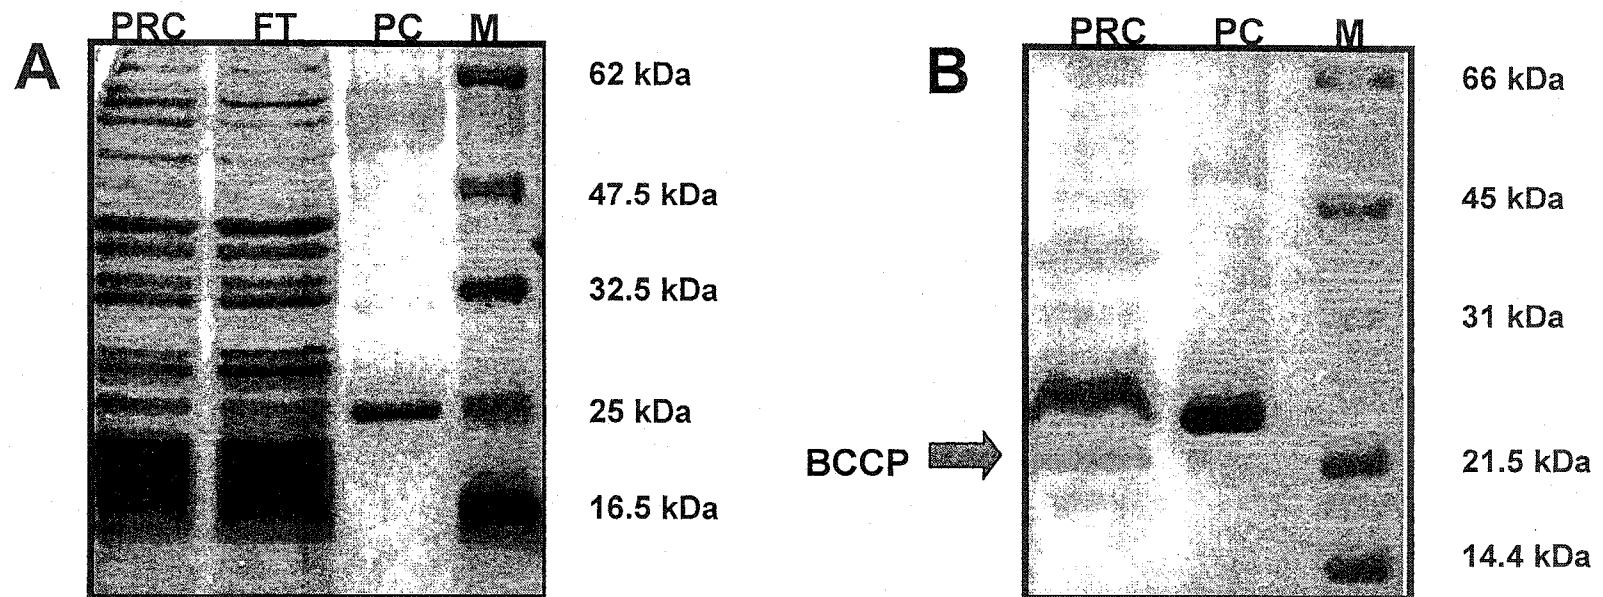 A
PRC FT PC M
62 kDa
47.5 kDa
32.5 kDa
25 kDa
16.5 kDa
B
PRC PC M
66 kDa
45 kDa
31 kDa
BCCP
21.5 kDa
14.4 kDa